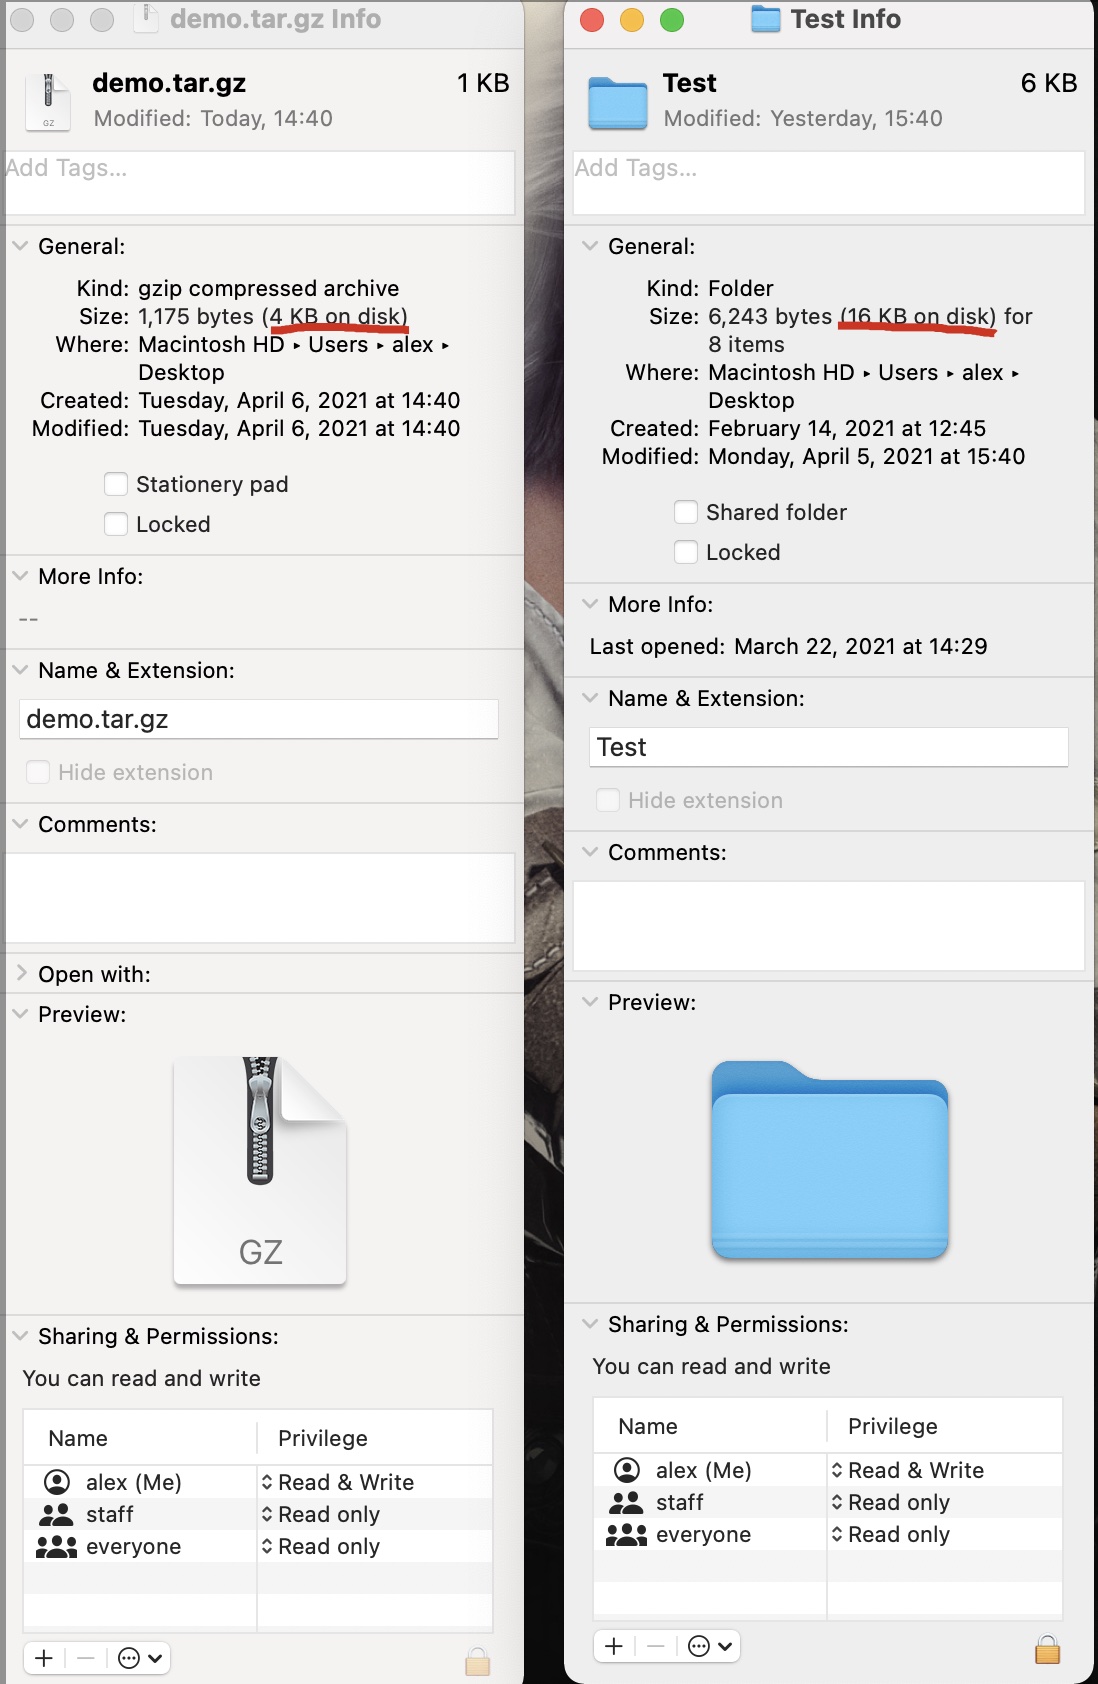 demo.tar.gz Info
demo.tar.gz 1 KB
Modified: Today, 14:40
GZ
Add Tags...
General:
Kind: gzip compressed archive
Size: 1,175 bytes (4 KB on disk)
Where: Macintosh HD ▸ Users ▸ alex ▸
Desktop
Created: Tuesday, April 6, 2021 at 14:40
Modified: Tuesday, April 6, 2021 at 14:40
Stationery pad
Locked
More Info:
--
Name & Extension:
demo.tar.gz
Hide extension
Comments:
Open with:
Preview:
GZ
Sharing & Permissions:
You can read and write
Name Privilege
alex (Me) Read & Write
staff Read only
everyone Read only
Test Info
Test 6 KB
Modified: Yesterday, 15:40
Add Tags...
General:
Kind: Folder
Size: 6,243 bytes (16 KB on disk) for
8 items
Where: Macintosh HD ▸ Users ▸ alex ▸
Desktop
Created: February 14, 2021 at 12:45
Modified: Monday, April 5, 2021 at 15:40
Shared folder
Locked
More Info:
Last opened: March 22, 2021 at 14:29
Name & Extension:
Test
Hide extension
Comments:
Preview:
Sharing & Permissions:
You can read and write
Name Privilege
alex (Me) Read & Write
staff Read only
everyone Read only